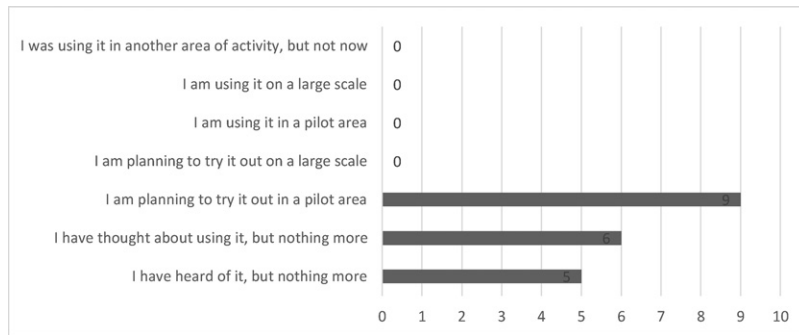 I was using it in another area of activity, but not now 0
I am using it on a large scale 0
I am using it in a pilot area 0
I am planning to try it out on a large scale 0
I am planning to try it out in a pilot area 9
I have thought about using it, but nothing more 6
I have heard of it, but nothing more 5
0 1 2 3 4 5 6 7 8 9 10